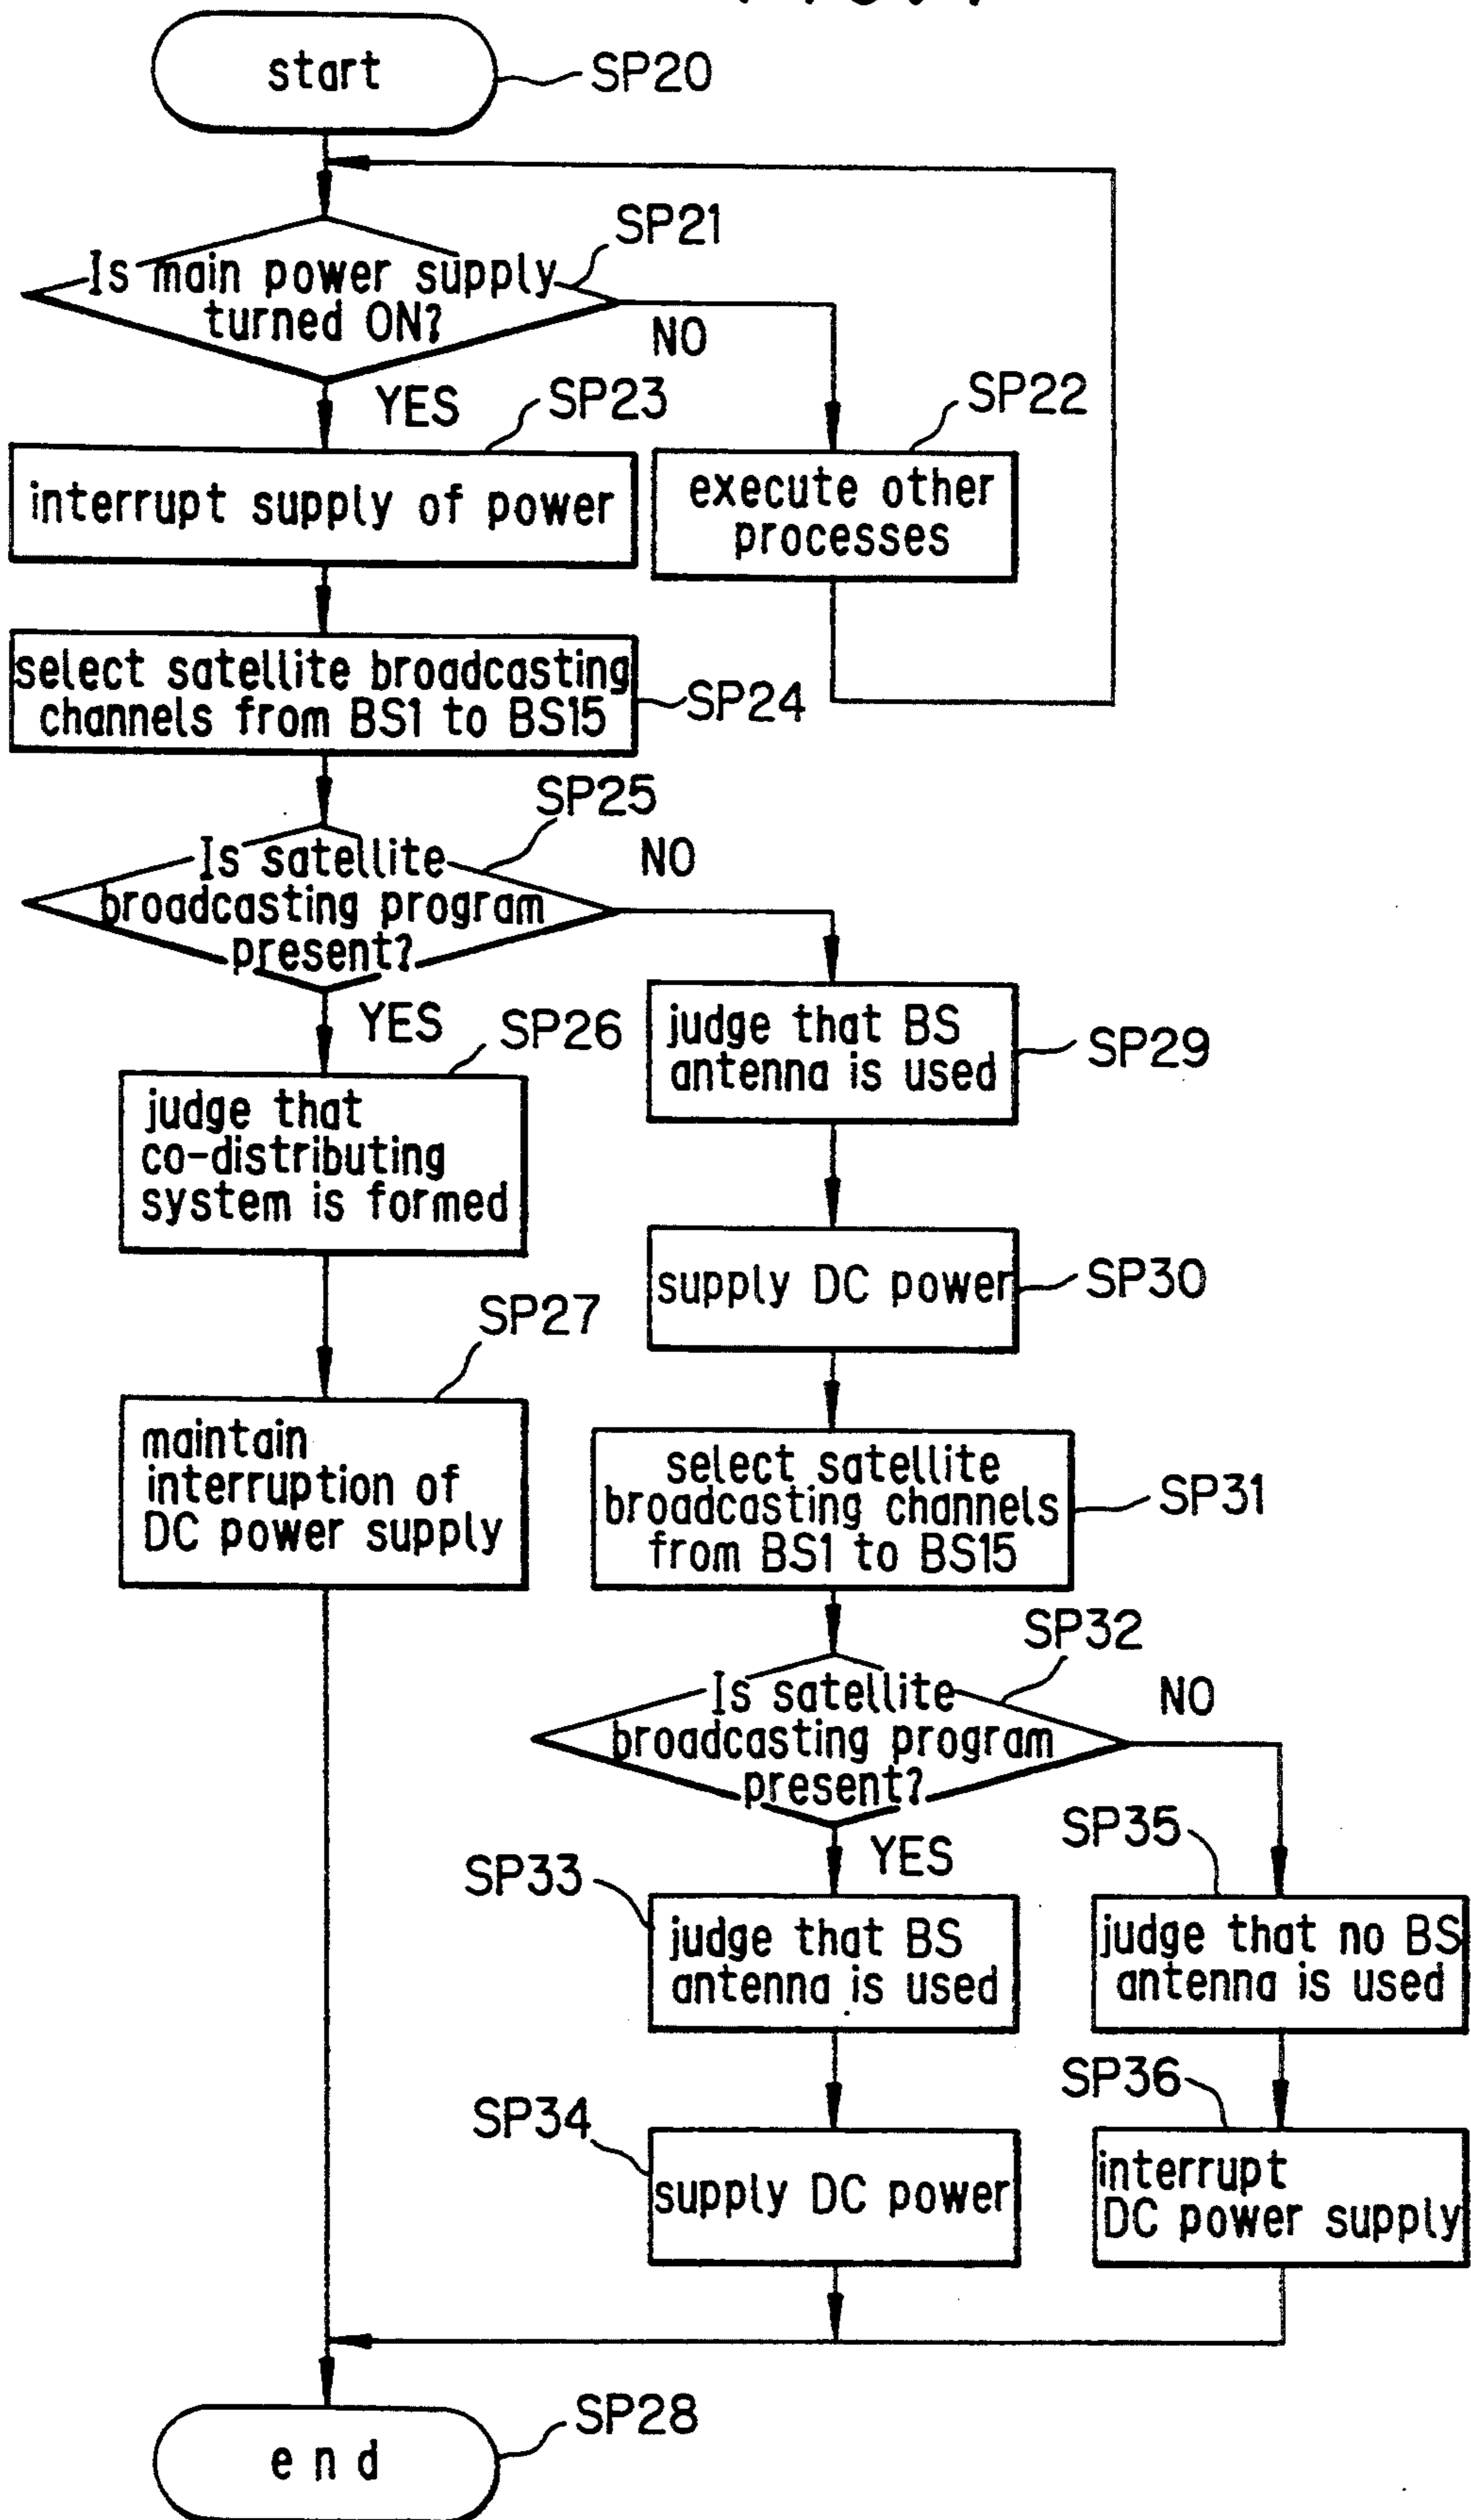 start
SP20
SP21
Is main power supply
turned ON?
NO
YES
SP23
SP22
interrupt supply of power
execute other
processes
select satellite broadcasting
channels from BS1 to BS15
SP24
SP25
Is satellite
broadcasting program
present?
NO
YES
SP26
judge that BS
antenna is used
SP29
judge that
co-distributing
system is formed
supply DC power
SP30
SP27
maintain
interruption of
DC power supply
select satellite
broadcasting channels
from BS1 to BS15
SP31
SP32
Is satellite
broadcasting program
present?
NO
YES
SP35
SP33
judge that BS
antenna is used
judge that no BS
antenna is used
SP36
SP34
supply DC power
interrupt
DC power supply
SP28
end